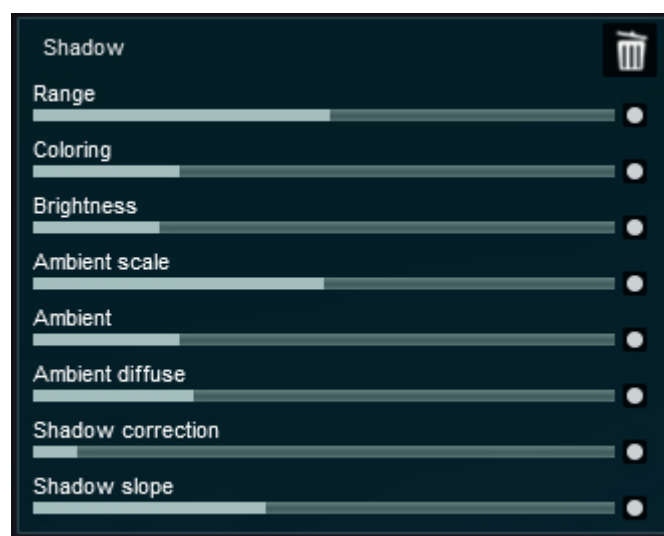 Shadow
Range
Coloring
Brightness
Ambient scale
Ambient
Ambient diffuse
Shadow correction
Shadow slope